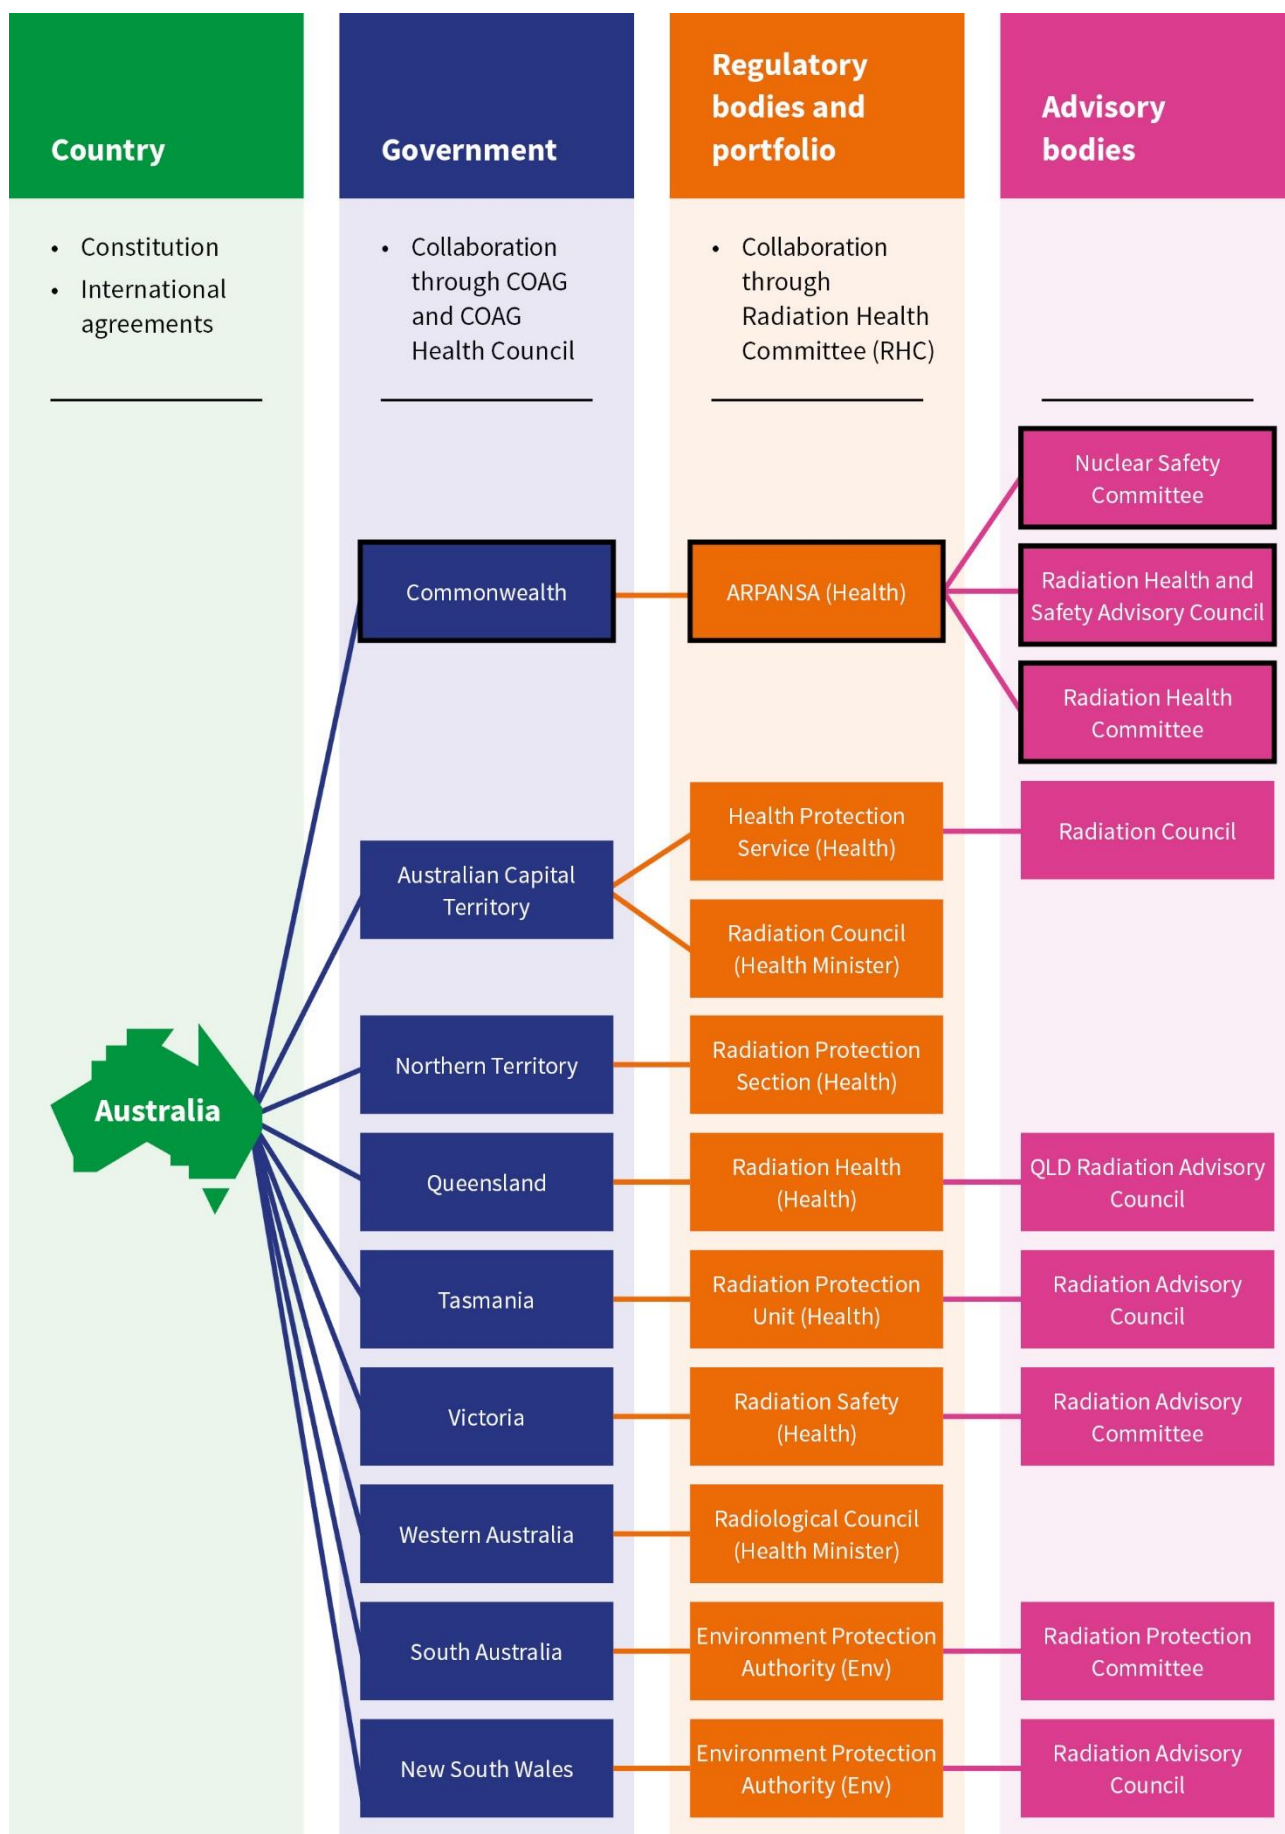 Country
Government
Regulatory
bodies and
portfolio
Advisory
bodies
• Constitution
• International
agreements
• Collaboration
through COAG
and COAG
Health Council
• Collaboration
through
Radiation Health
Committee (RHC)
Australia
Commonwealth
ARPANSA (Health)
Nuclear Safety
Committee
Radiation Health and
Safety Advisory Council
Radiation Health
Committee
Australian Capital
Territory
Health Protection
Service (Health)
Radiation Council
Radiation Council
(Health Minister)
Northern Territory
Radiation Protection
Section (Health)
Queensland
Radiation Health
(Health)
QLD Radiation Advisory
Council
Tasmania
Radiation Protection
Unit (Health)
Radiation Advisory
Council
Victoria
Radiation Safety
(Health)
Radiation Advisory
Committee
Western Australia
Radiological Council
(Health Minister)
South Australia
Environment Protection
Authority (Env)
Radiation Protection
Committee
New South Wales
Environment Protection
Authority (Env)
Radiation Advisory
Council